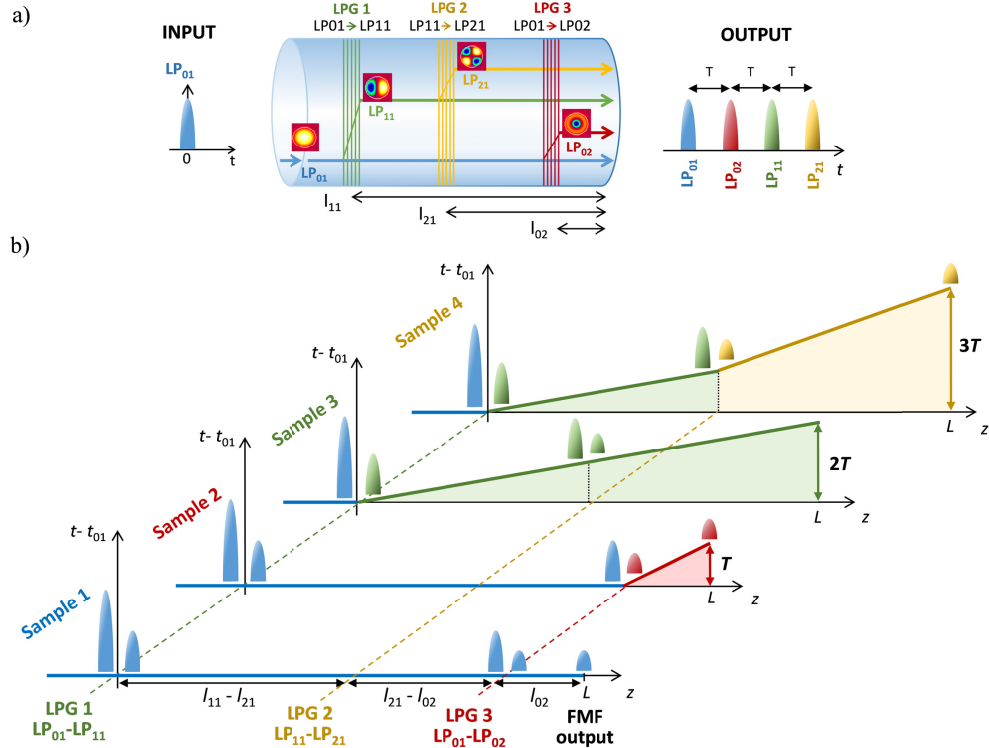 a)
INPUT
LP01
0
t
LPG 1
LP01→LP11
LPG 2
LP11→LP21
LPG 3
LP01→LP02
LP01
LP11
LP21
LP02
l11
l21
l02
OUTPUT
T
T
T
LP01
LP02
LP11
LP21
t
b)
t- t01
Sample 4
3T
L
z
t- t01
Sample 3
2T
L
z
t- t01
Sample 2
T
L
z
t- t01
Sample 1
l11 - l21
l21 - l02
l02
L
z
LPG 1
LP01-LP11
LPG 2
LP11-LP21
LPG 3
LP01-LP02
FMF
output